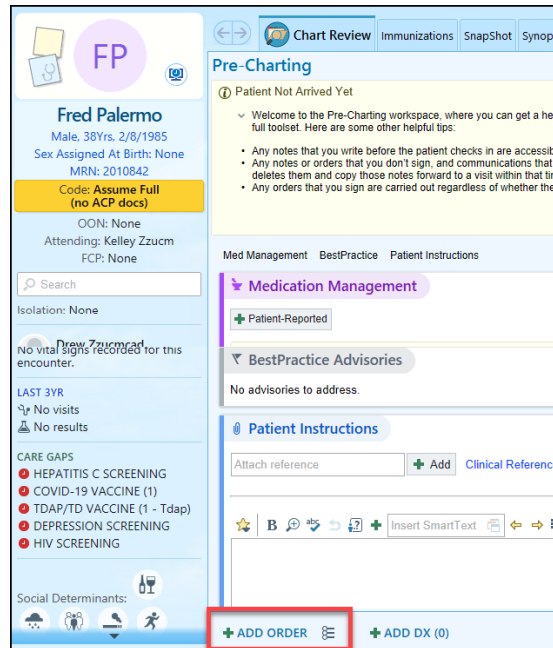 FP
Fred Palermo
Male, 38Yrs, 2/8/1985
Sex Assigned At Birth: None
MRN: 2010842
Code: Assume Full
(no ACP docs)
OON: None
Attending: Kelley Zzucm
FCP: None
Search
Isolation: None
Drew Zzucmcad
No vital signs recorded for this
encounter.
LAST 3YR
No visits
No results
CARE GAPS
HEPATITIS C SCREENING
COVID-19 VACCINE (1)
TDAP/TD VACCINE (1 - Tdap)
DEPRESSION SCREENING
HIV SCREENING
Social Determinants:
Chart Review Immunizations SnapShot Synop
Pre-Charting
Patient Not Arrived Yet
Welcome to the Pre-Charting workspace, where you can get a he
full toolset. Here are some other helpful tips:
• Any notes that you write before the patient checks in are accessib
• Any notes or orders that you don't sign, and communications that
deletes them and copy those notes forward to a visit within that tim
• Any orders that you sign are carried out regardless of whether the
Med Management BestPractice Patient Instructions
Medication Management
Patient-Reported
BestPractice Advisories
No advisories to address.
Patient Instructions
Attach reference + Add Clinical Referenc
B abc Insert SmartText
+ ADD ORDER + ADD DX (0)